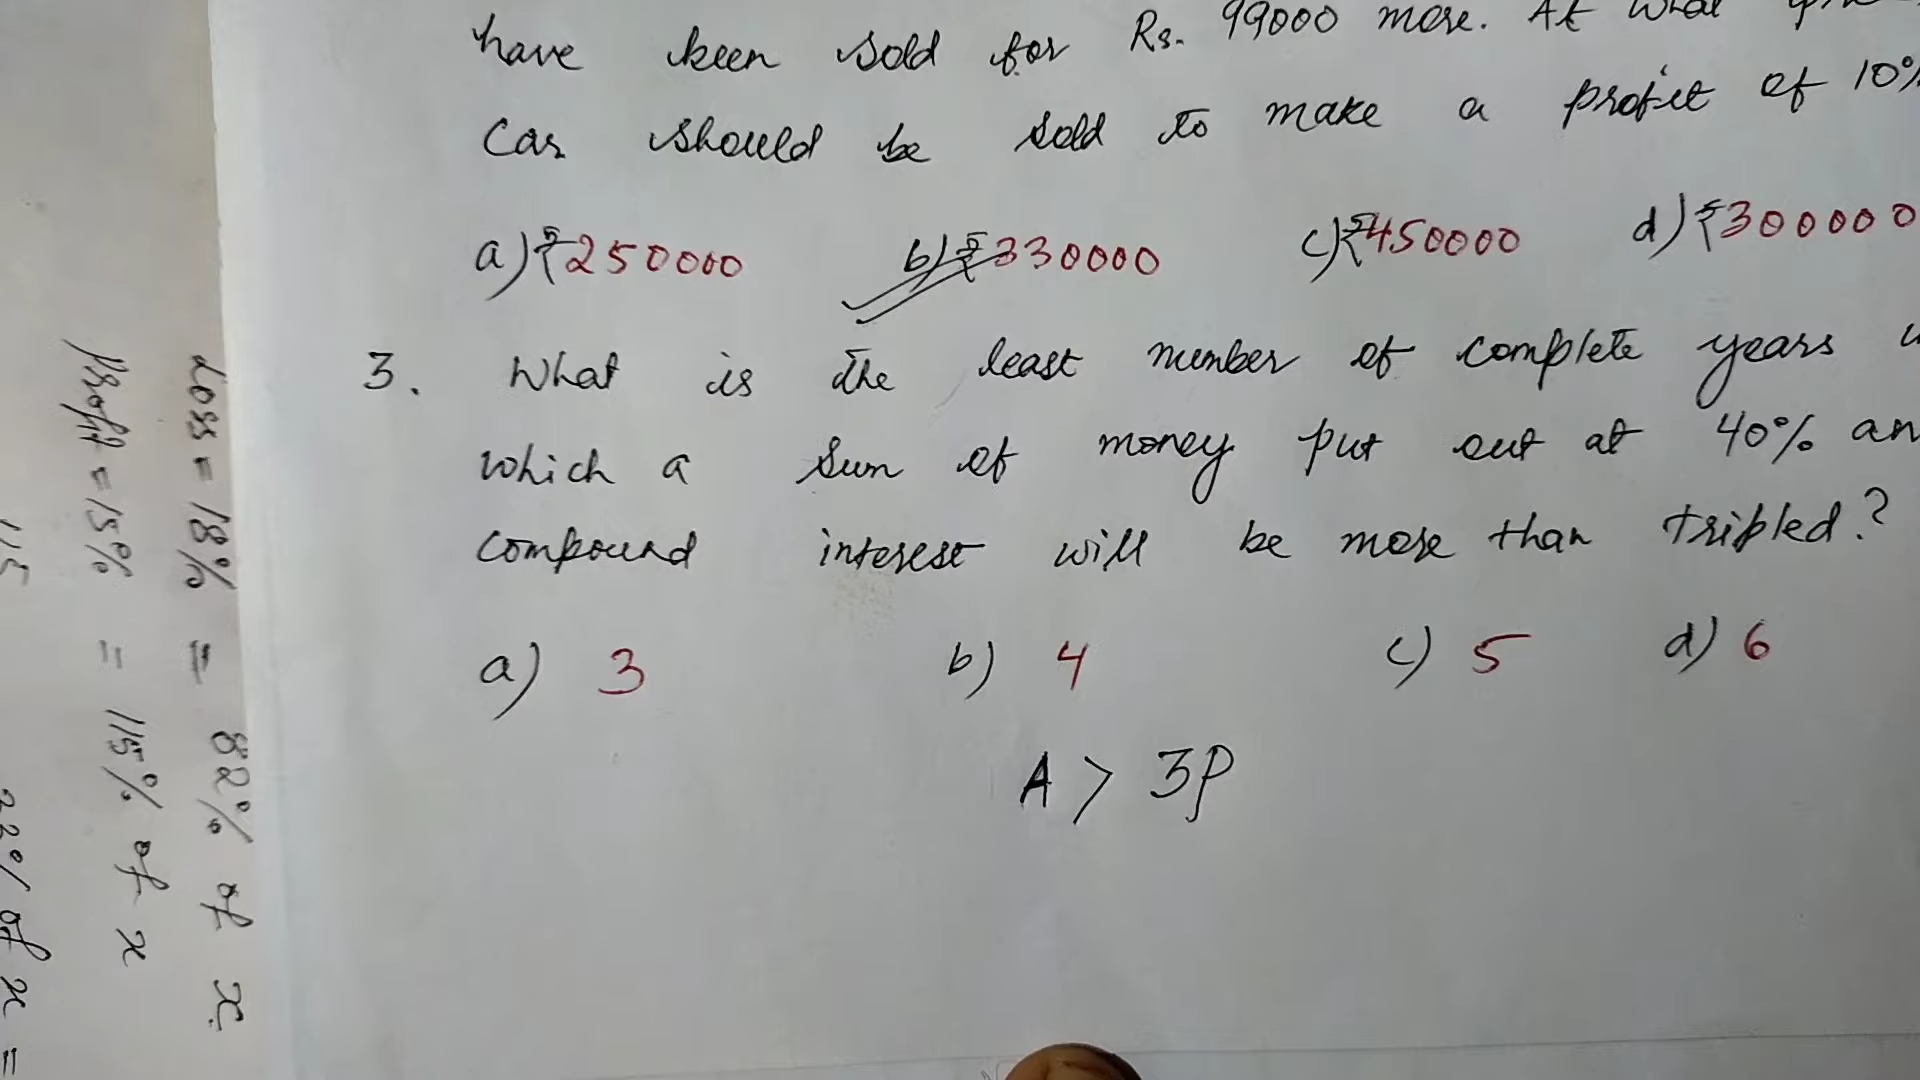 have been sold for Rs. 99000 more. At what
Car should be sold to make a profit of 10%
a) ₹250000 b) ₹330000 c) ₹450000 d) ₹300000
3. What is the least number of complete years
which a sum of money put out at 40%
compound interest will be more than tripled?
a) 3 b) 4 c) 5 d) 6
A > 3P
Loss = 18% = 82% of x
Profit = 15% = 115% of x
22% of x =